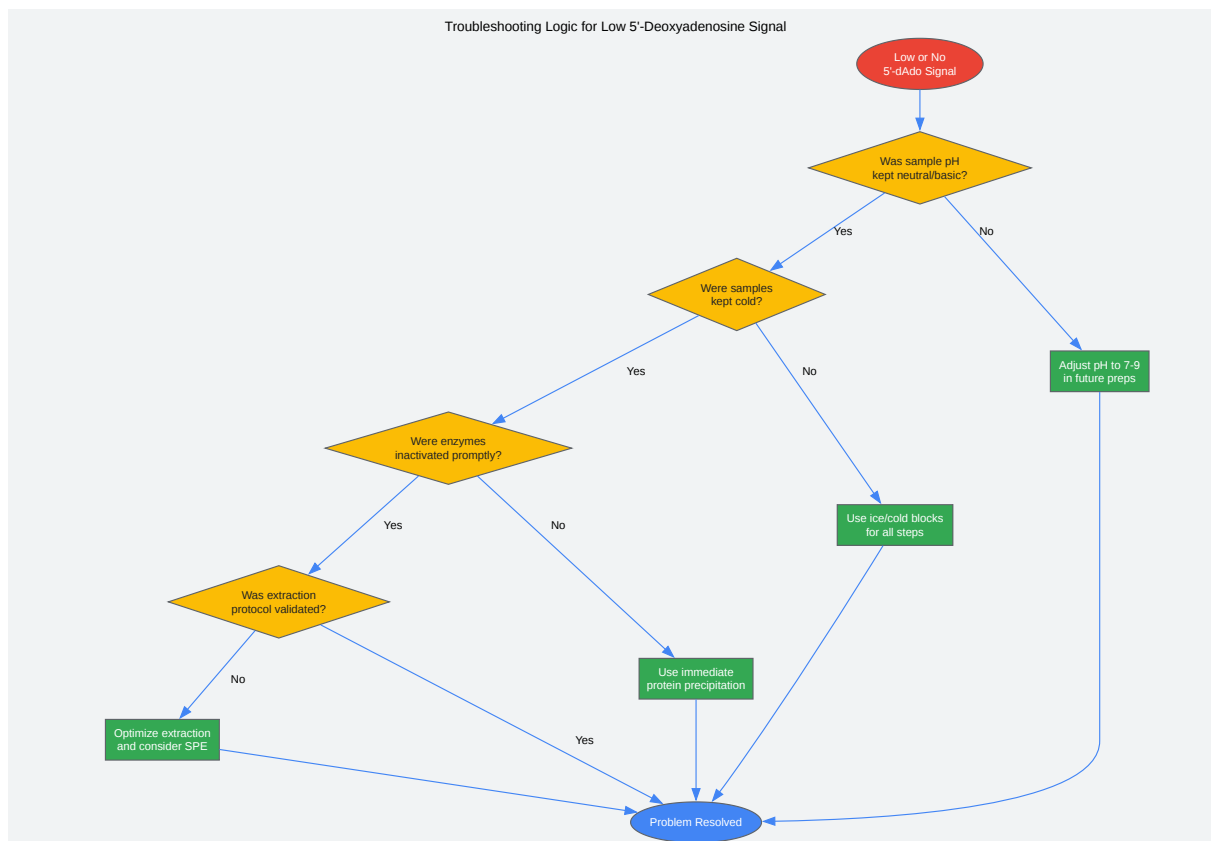 Troubleshooting Logic for Low 5'-Deoxyadenosine Signal
Low or No
5'-dAdo Signal
Was sample pH
kept neutral/basic?
Yes
No
Were samples
kept cold?
Adjust pH to 7-9
in future preps
Yes
No
Were enzymes
inactivated promptly?
Use ice/cold blocks
for all steps
Yes
No
Was extraction
protocol validated?
Use immediate
protein precipitation
No
Yes
Optimize extraction
and consider SPE
Problem Resolved